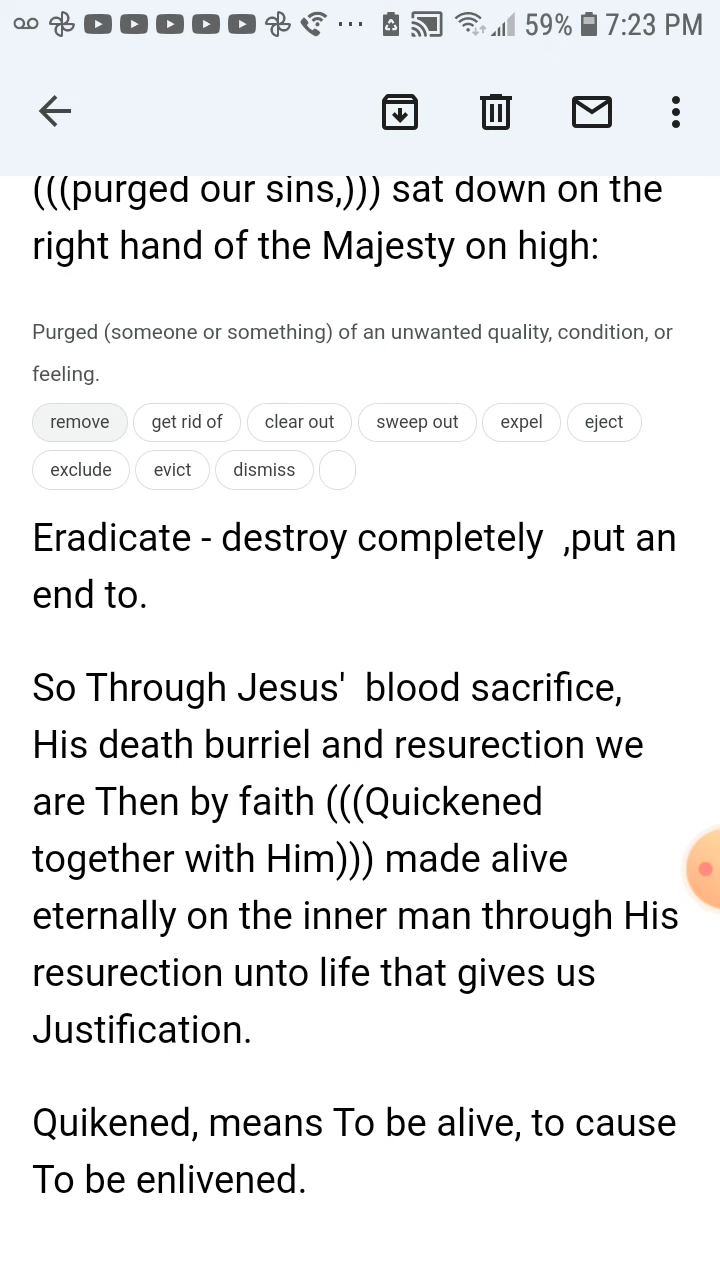 59% 7:23 PM
(((purged our sins,))) sat down on the
right hand of the Majesty on high:
Purged (someone or something) of an unwanted quality, condition, or
feeling.
remove get rid of clear out sweep out expel eject
exclude evict dismiss
Eradicate - destroy completely  ,put an
end to.
So Through Jesus'  blood sacrifice,
His death burriel and resurection we
are Then by faith (((Quickened
together with Him))) made alive
eternally on the inner man through His
resurection unto life that gives us
Justification.
Quikened, means To be alive, to cause
To be enlivened.